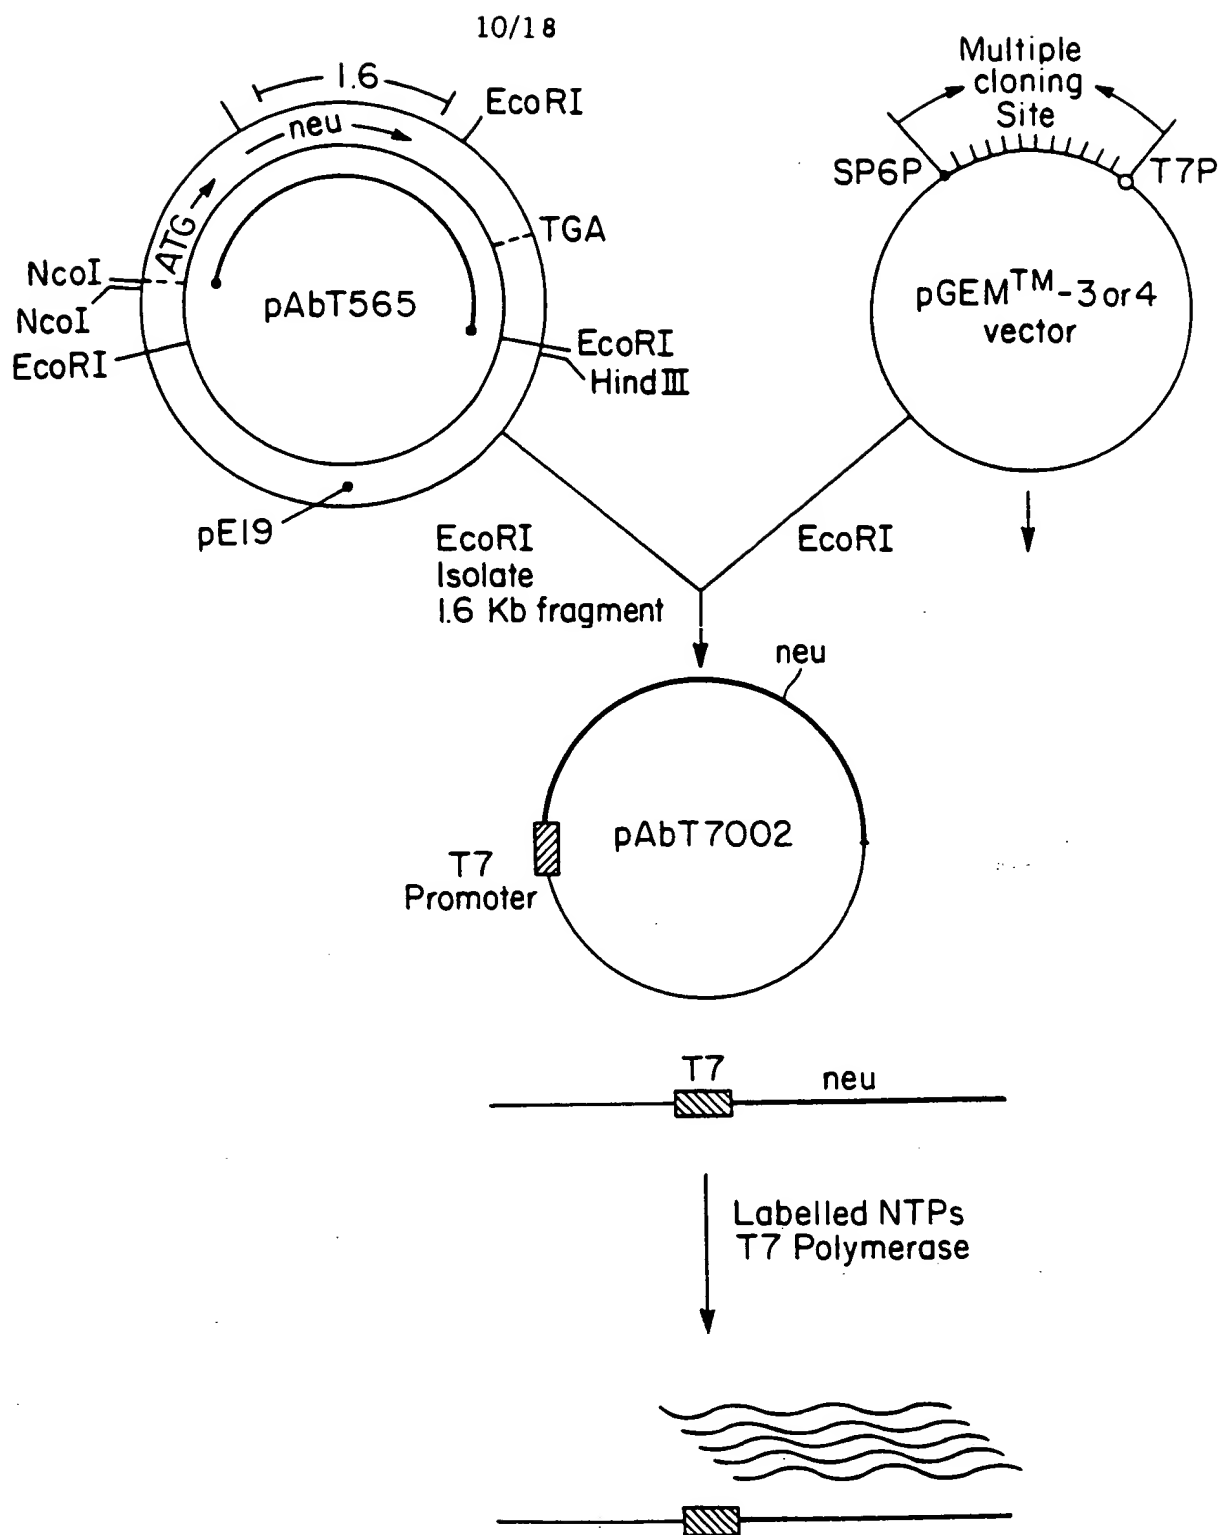 10/18
1.6
EcoRI
neu
ATG
TGA
NcoI
NcoI
EcoRI
pAbT565
EcoRI
Hind III
pE19
Multiple
cloning
Site
SP6P
T7P
pGEM™-3 or 4
vector
EcoRI
Isolate
1.6 Kb fragment
EcoRI
neu
pAbT7002
T7
Promoter
T7
neu
Labelled NTPs
T7 Polymerase